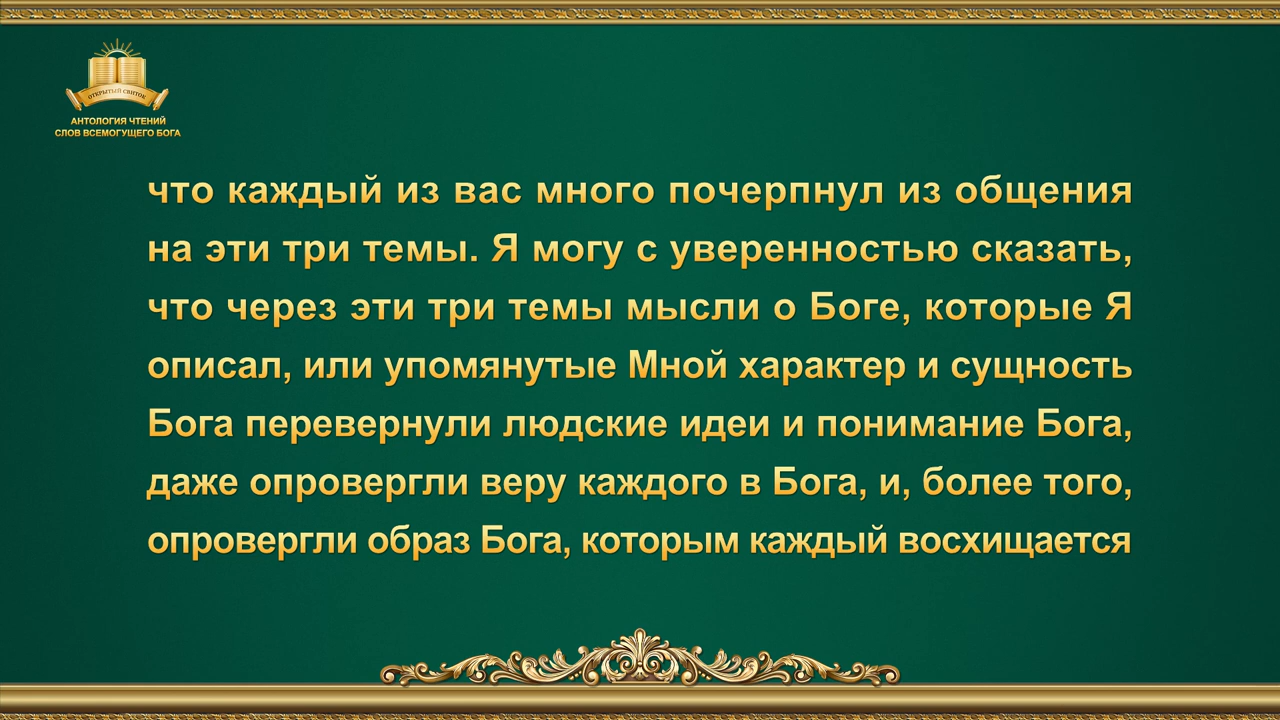 ОТКРЫТЫЙ СВИТОК
АНТОЛОГИЯ ЧТЕНИЙ
СЛОВ ВСЕМОГУЩЕГО БОГА
что каждый из вас много почерпнул из общения
на эти три темы. Я могу с уверенностью сказать,
что через эти три темы мысли о Боге, которые Я
описал, или упомянутые Мной характер и сущность
Бога перевернули людские идеи и понимание Бога,
даже опровергли веру каждого в Бога, и, более того,
опровергли образ Бога, которым каждый восхищается